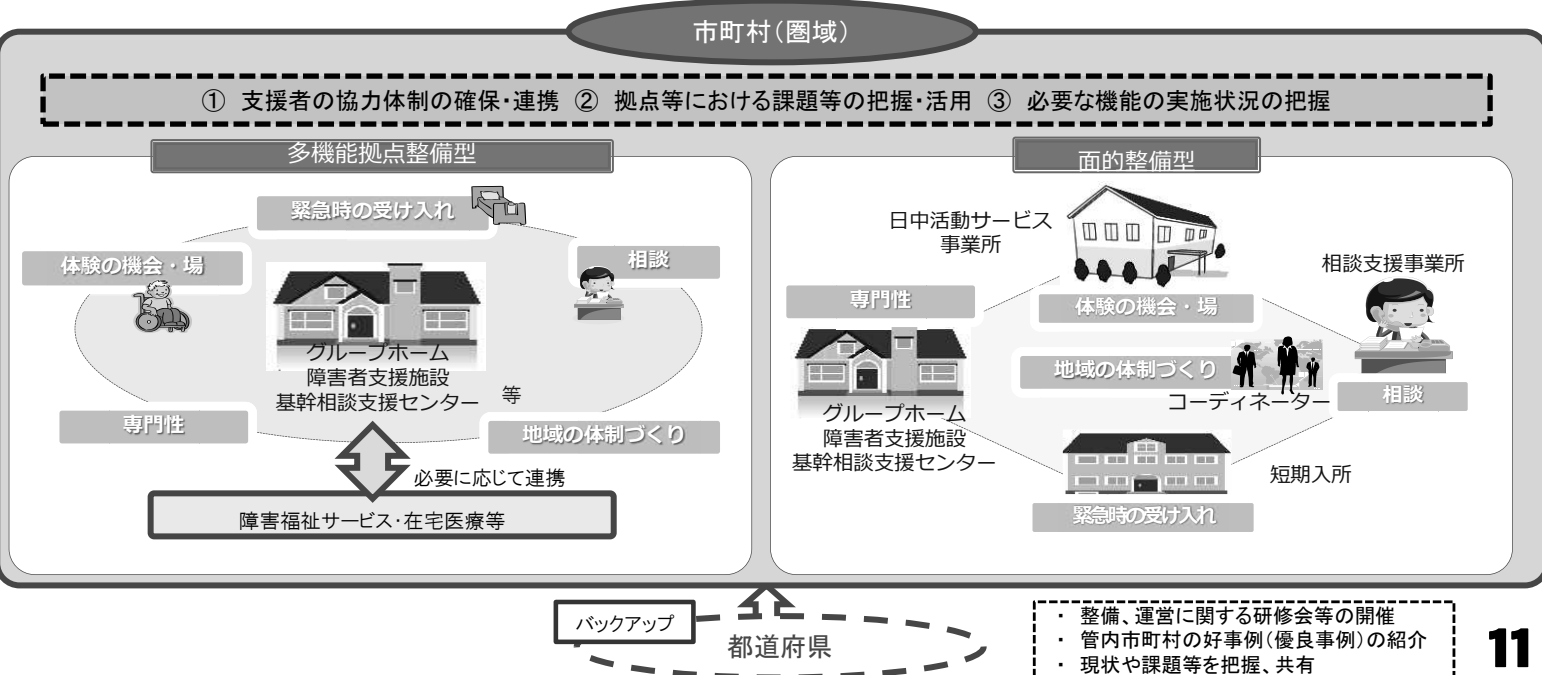 市町村(圏域)
① 支援者の協力体制の確保・連携 ② 拠点等における課題等の把握・活用 ③ 必要な機能の実施状況の把握
多機能拠点整備型
緊急時の受け入れ
体験の機会・場
相談
グループホーム
障害者支援施設
基幹相談支援センター 等
専門性
地域の体制づくり
必要に応じて連携
障害福祉サービス・在宅医療等
面的整備型
日中活動サービス
事業所
相談支援事業所
専門性
体験の機会・場
地域の体制づくり
コーディネーター
相談
グループホーム
障害者支援施設
基幹相談支援センター
短期入所
緊急時の受け入れ
バックアップ
都道府県
・ 整備、運営に関する研修会等の開催
・ 管内市町村の好事例(優良事例)の紹介
・ 現状や課題等を把握、共有
11